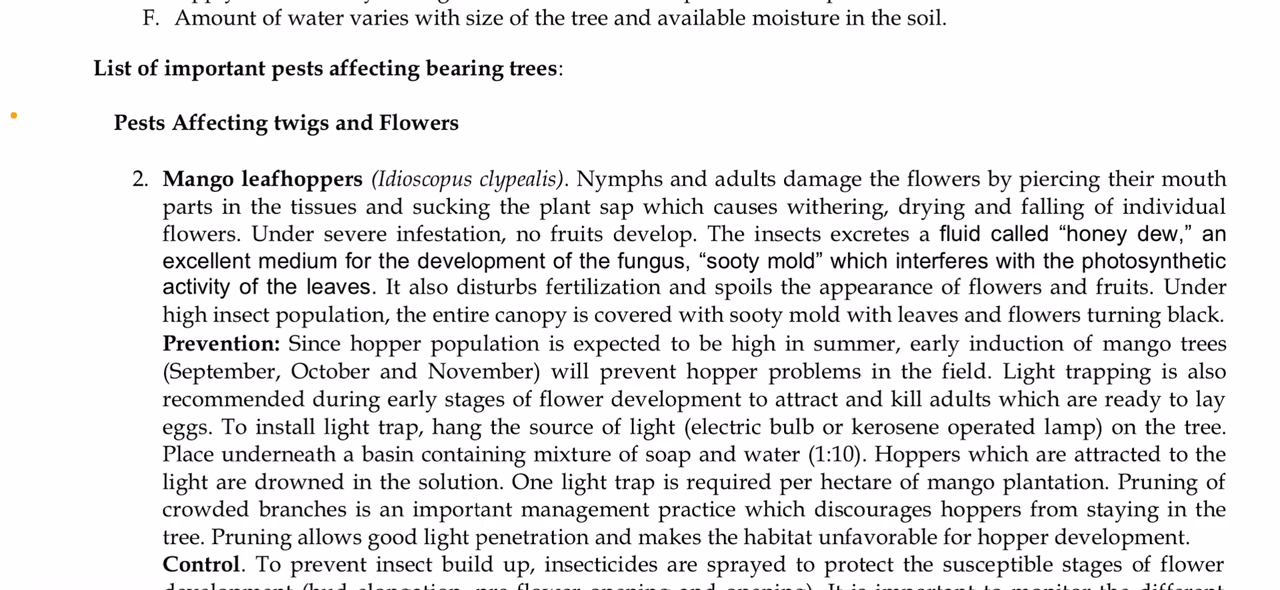 F. Amount of water varies with size of the tree and available moisture in the soil.
List of important pests affecting bearing trees:
Pests Affecting twigs and Flowers
2. Mango leafhoppers (Idioscopus clypealis). Nymphs and adults damage the flowers by piercing their mouth
parts in the tissues and sucking the plant sap which causes withering, drying and falling of individual
flowers. Under severe infestation, no fruits develop. The insects excretes a fluid called “honey dew,” an
excellent medium for the development of the fungus, “sooty mold” which interferes with the photosynthetic
activity of the leaves. It also disturbs fertilization and spoils the appearance of flowers and fruits. Under
high insect population, the entire canopy is covered with sooty mold with leaves and flowers turning black.
Prevention: Since hopper population is expected to be high in summer, early induction of mango trees
(September, October and November) will prevent hopper problems in the field. Light trapping is also
recommended during early stages of flower development to attract and kill adults which are ready to lay
eggs. To install light trap, hang the source of light (electric bulb or kerosene operated lamp) on the tree.
Place underneath a basin containing mixture of soap and water (1:10). Hoppers which are attracted to the
light are drowned in the solution. One light trap is required per hectare of mango plantation. Pruning of
crowded branches is an important management practice which discourages hoppers from staying in the
tree. Pruning allows good light penetration and makes the habitat unfavorable for hopper development.
Control. To prevent insect build up, insecticides are sprayed to protect the susceptible stages of flower